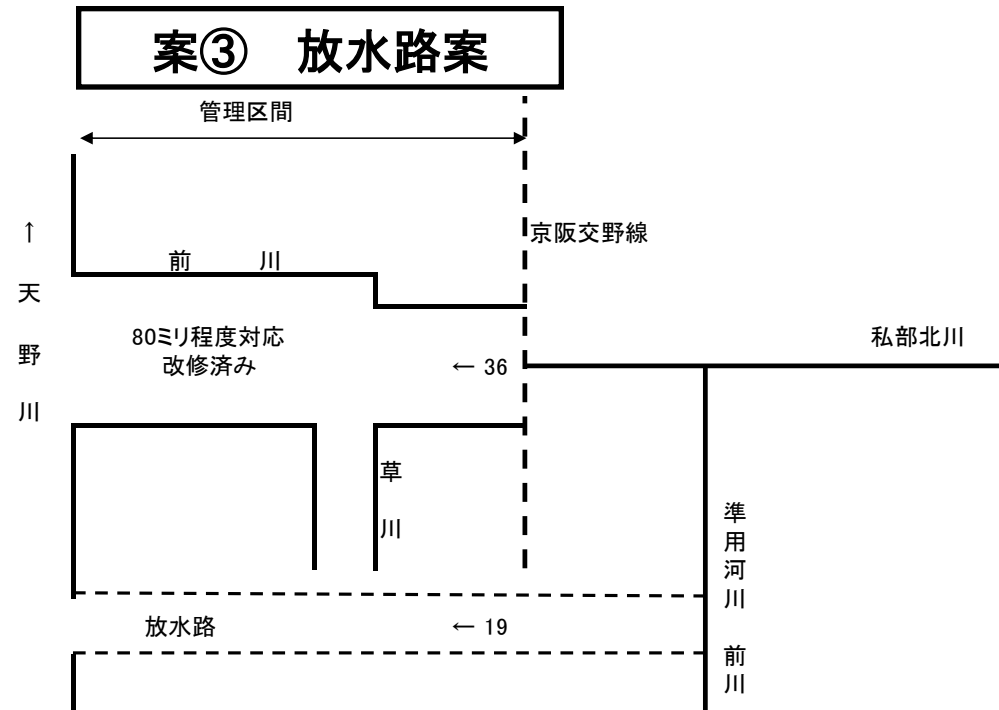 案③　放水路案
管理区間
京阪交野線
↑天野川
前　川
80ミリ程度対応
改修済み
← 36
私部北川
草川
準用河川　前川
放水路
← 19